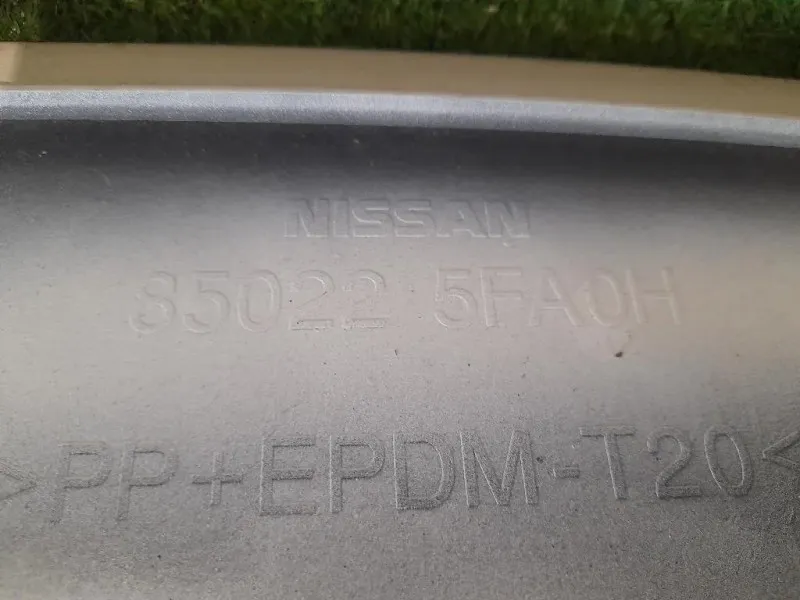 NISSAN
85022 5FA0H
>PP+EPDM-T20<